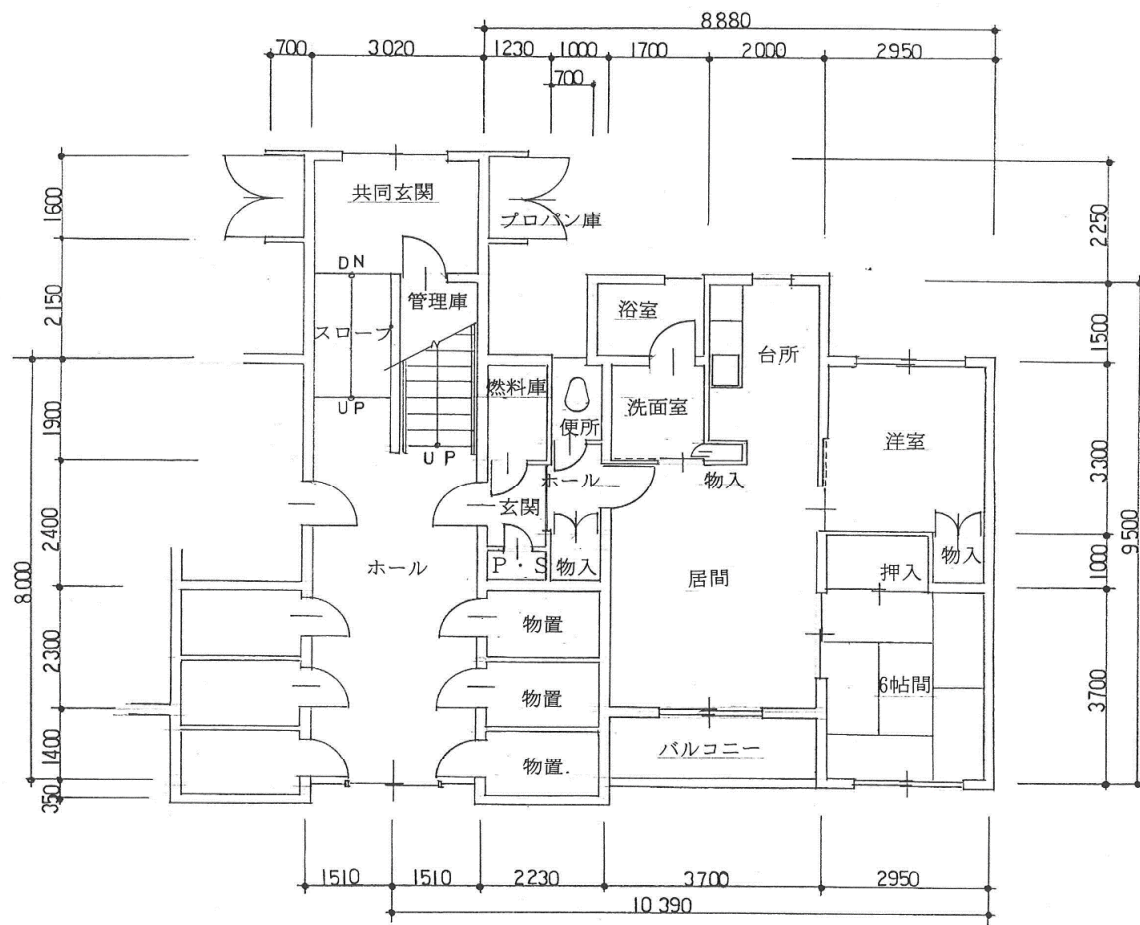 8880
700
3020
1230
1000
1700
2000
2950
700
共同玄関
プロパン庫
1600
2250
DN
管理庫
浴室
2150
スロープ
台所
1500
燃料庫
UP
便所
洗面室
洋室
1900
UP
ホール
物入
3300
玄関
2400
8000
9500
P・S
物入
ホール
居間
押入
物入
1000
物置
2300
物置
6帖間
3700
バルコニー
1400
物置.
350
1510
1510
2230
3700
2950
10390